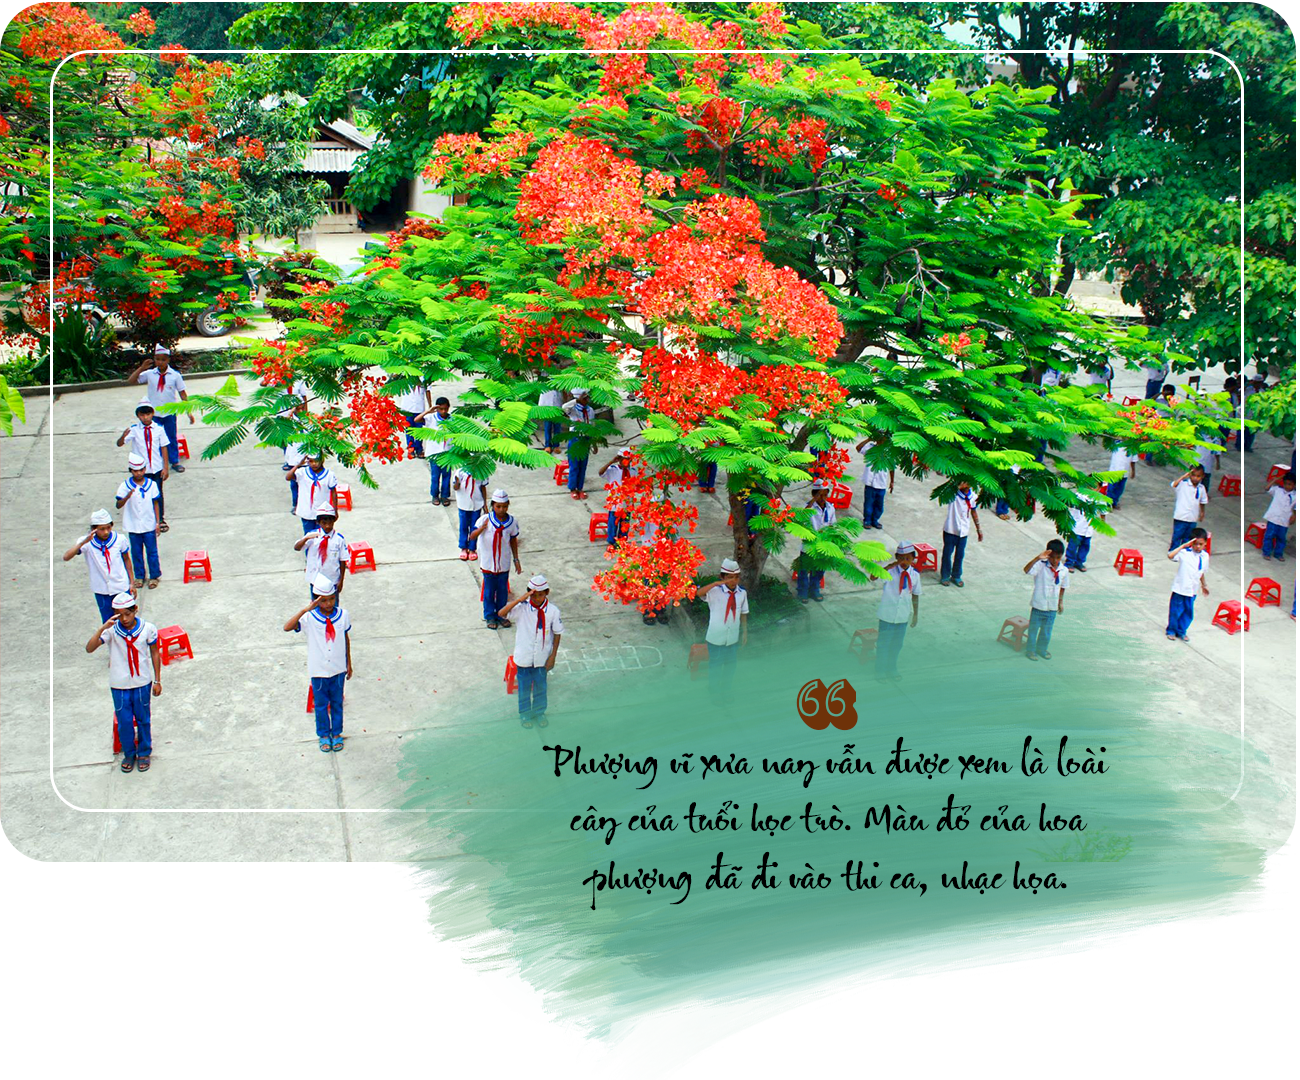 Phượng vĩ xưa nay vẫn được xem là loài
cây của tuổi học trò. Màu đỏ của hoa
phượng đã đi vào thi ca, nhạc họa.